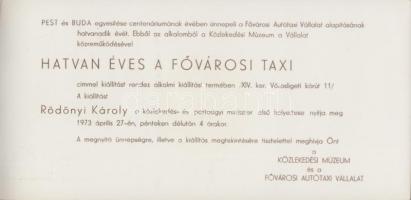 PEST és BUDA egyesítése centenáriumának évében ünnepeli a Fővárosi Autótaxi Vállalat alapításának
hatvanadik évét. Ebből az alkalomból a Közlekedési Múzeum a Vállalat
közreműködésével
HATVAN ÉVES A FŐVÁROSI TAXI
címmel kiállítást rendez alkalmi kiállítási termében (XIV. ker. Városligeti körút 11/
A kiállítást
Rödönyi Károly a közlekedés- és postaügyi miniszter első helyettese nyitja meg
1973 április 27-én, pénteken délután 4 órakor.
A megnyitó ünnepségre, illetve a kiállítás megtekintésére tisztelettel meghívja Önt
a
KÖZLEKEDÉSI MÚZEUM
és a
FŐVÁROSI AUTÓTAXI VÁLLALAT